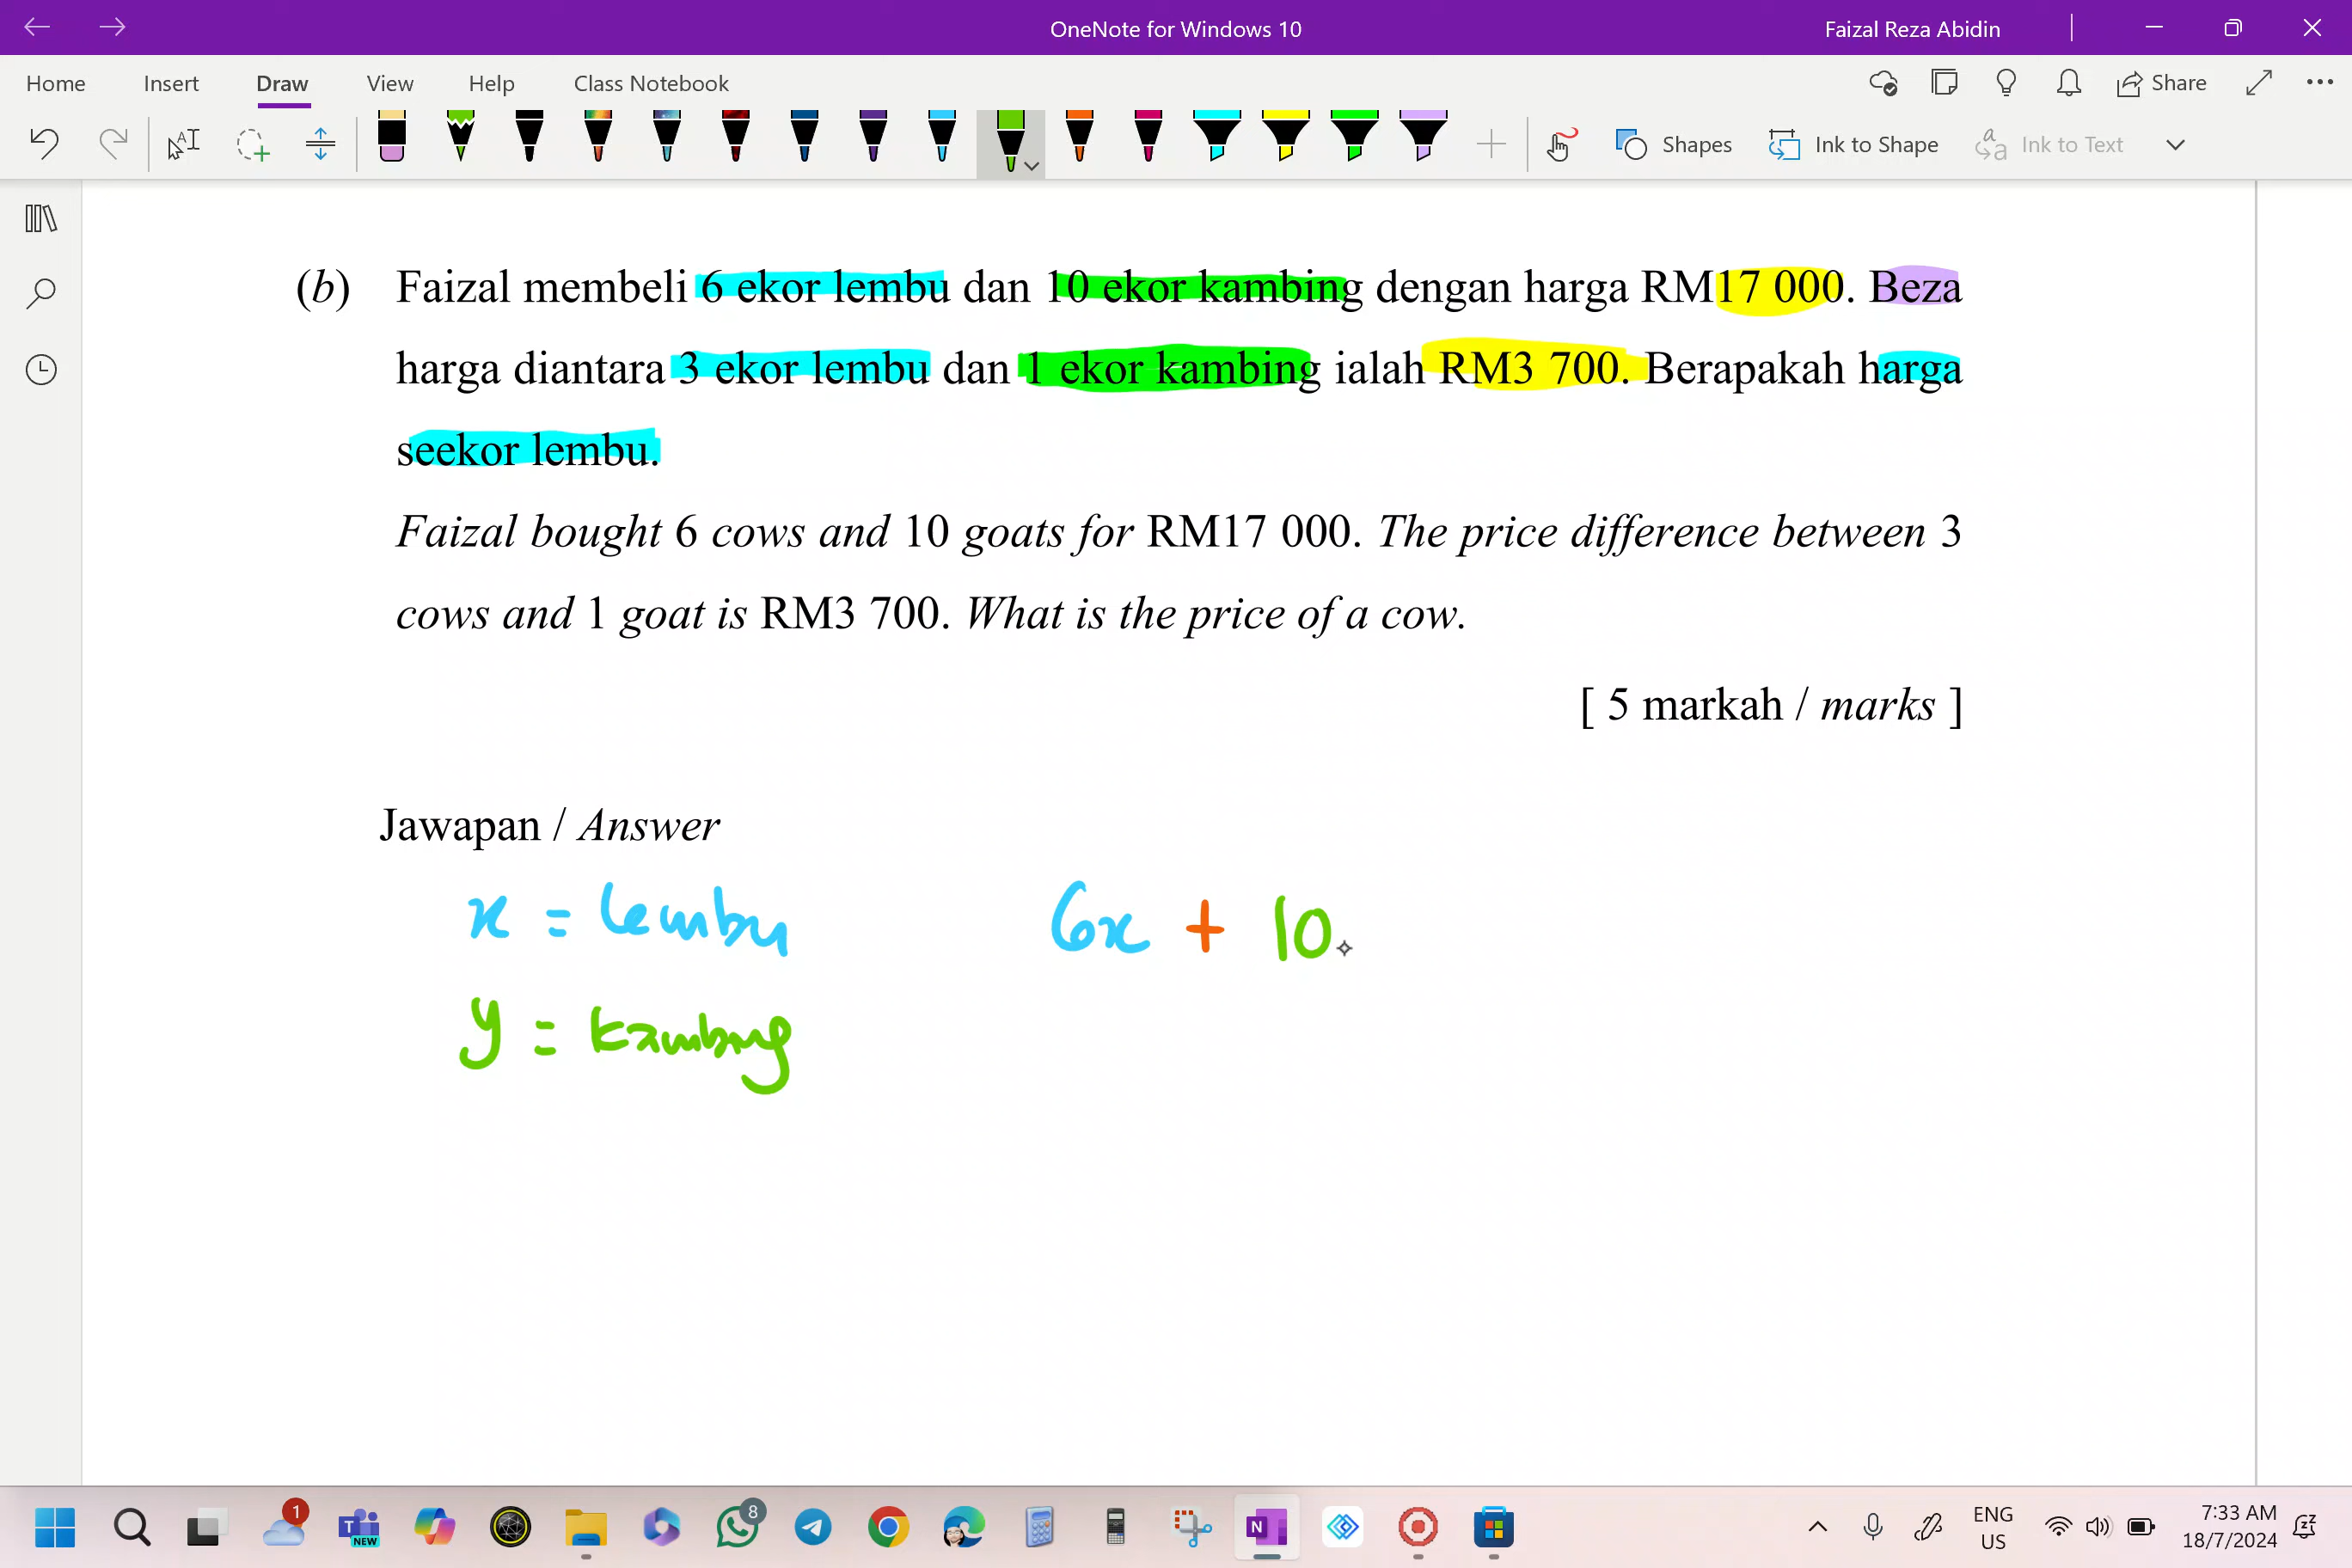 OneNote for Windows 10
Faizal Reza Abidin
Home Insert Draw View Help Class Notebook
Share
Shapes Ink to Shape Ink to Text
(b) Faizal membeli 6 ekor lembu dan 10 ekor kambing dengan harga RM17 000. Beza
harga diantara 3 ekor lembu dan 1 ekor kambing ialah RM3 700. Berapakah harga
seekor lembu.
Faizal bought 6 cows and 10 goats for RM17 000. The price difference between 3
cows and 1 goat is RM3 700. What is the price of a cow.
[ 5 markah / marks ]
Jawapan / Answer
x = lembu 6x + 10
y = kambing
1
NEW
8
ENG
US
7:33 AM
18/7/2024